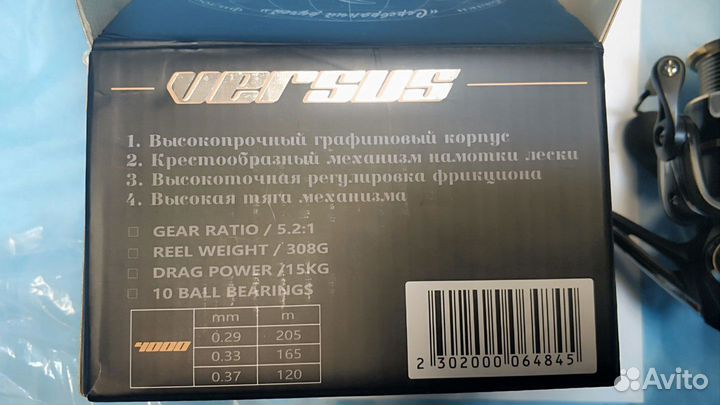 «Серебряный ручей»
versus
1. Высокопрочный графитовый корпус
2. Крестообразный механизм намотки лески
3. Высокоточная регулировка фрикциона
4. Высокая тяга механизма
GEAR RATIO / 5.2:1
REEL WEIGHT / 308G
DRAG POWER /15KG
10 BALL BEARINGS
mm m
4000 0.29 205
0.33 165
0.37 120
2 302000 064845
Avito